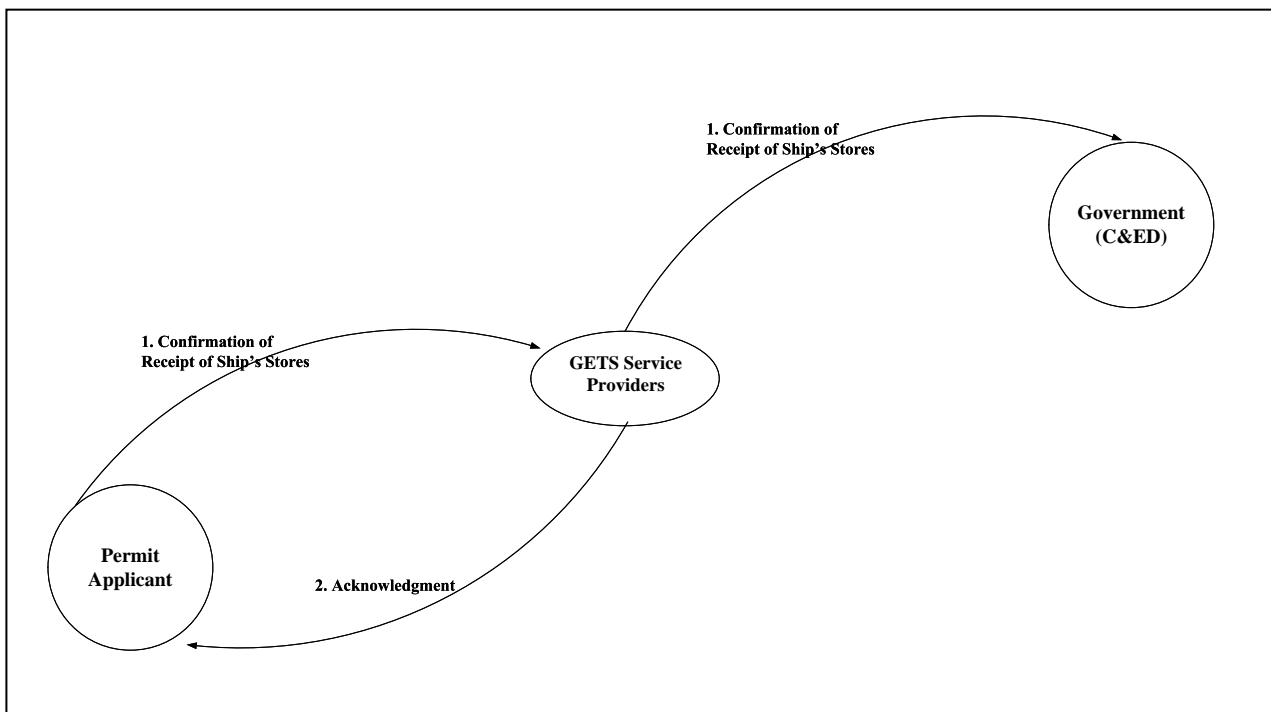 1. Confirmation of
Receipt of Ship's Stores
Government
(C&ED)
1. Confirmation of
Receipt of Ship's Stores
GETS Service
Providers
Permit
Applicant
2. Acknowledgment